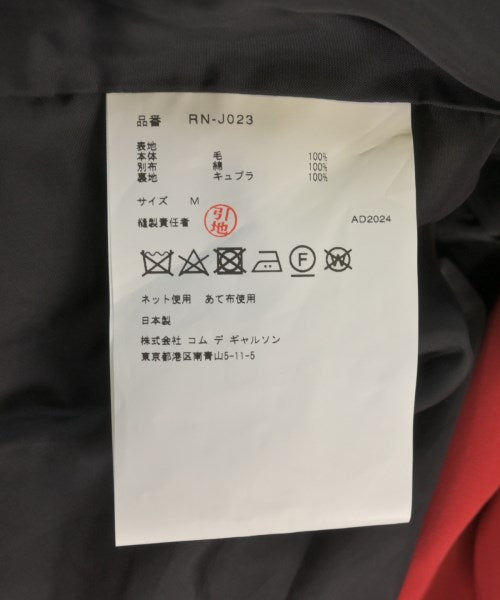 品番 RN-J023
表地
本体 毛 100%
別布 綿 100%
裏地 キュプラ 100%
サイズ M
縫製責任者 引地 AD2024
F W
ネット使用 あて布使用
日本製
株式会社 コム デ ギャルソン
東京都港区南青山5-11-5